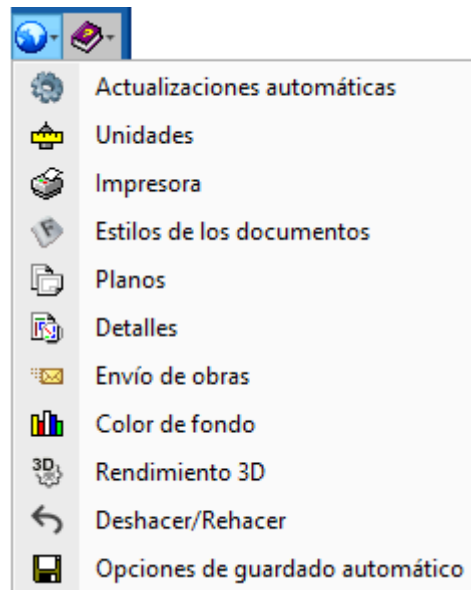 Actualizaciones automáticas
Unidades
Impresora
Estilos de los documentos
Planos
Detalles
Envío de obras
Color de fondo
3D Rendimiento 3D
Deshacer/Rehacer
Opciones de guardado automático